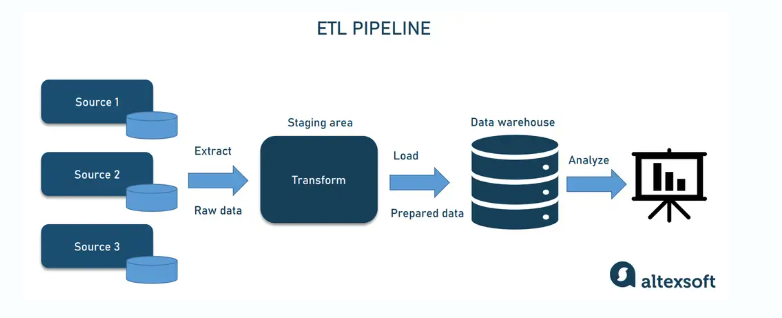 ETL PIPELINE
Source 1
Source 2
Source 3
Extract
Raw data
Staging area
Transform
Load
Prepared data
Data warehouse
Analyze
altexsoft